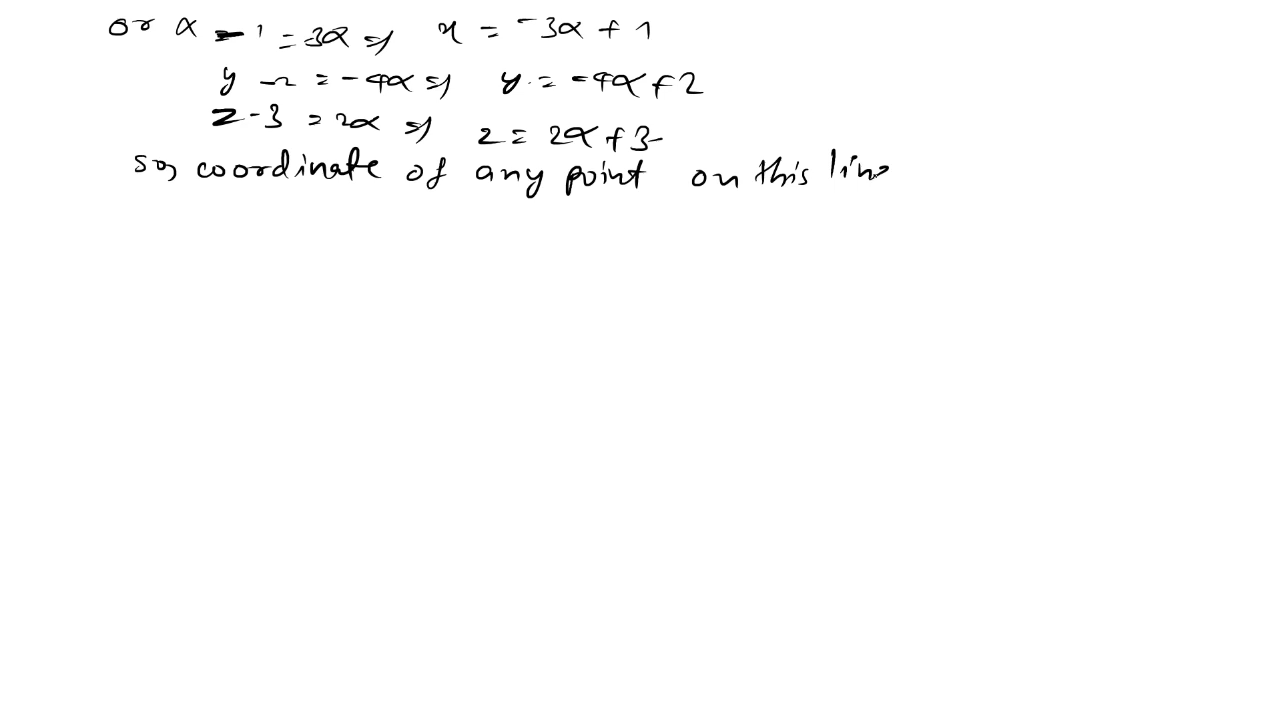 or x - 1 = -3α ⇒ x = -3α + 1
y - 2 = -4α ⇒ y = -4α + 2
z - 3 = 2α ⇒ z = 2α + 3
so, coordinate of any point on this line